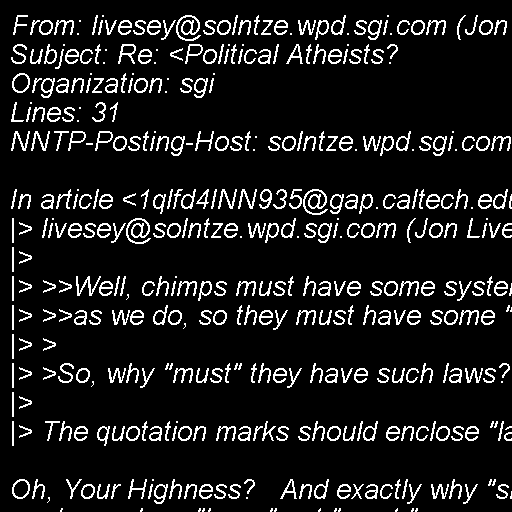 From: livesey@solntze.wpd.sgi.com (Jon
Subject: Re: <Political Atheists?
Organization: sgi
Lines: 31
NNTP-Posting-Host: solntze.wpd.sgi.com
In article <1qlfd4INN935@gap.caltech.edu
|> livesey@solntze.wpd.sgi.com (Jon Live
|>
|> >>Well, chimps must have some system
|> >>as we do, so they must have some "
|> >
|> >So, why "must" they have such laws?
|>
|> The quotation marks should enclose "la
Oh, Your Highness?   And exactly why "s